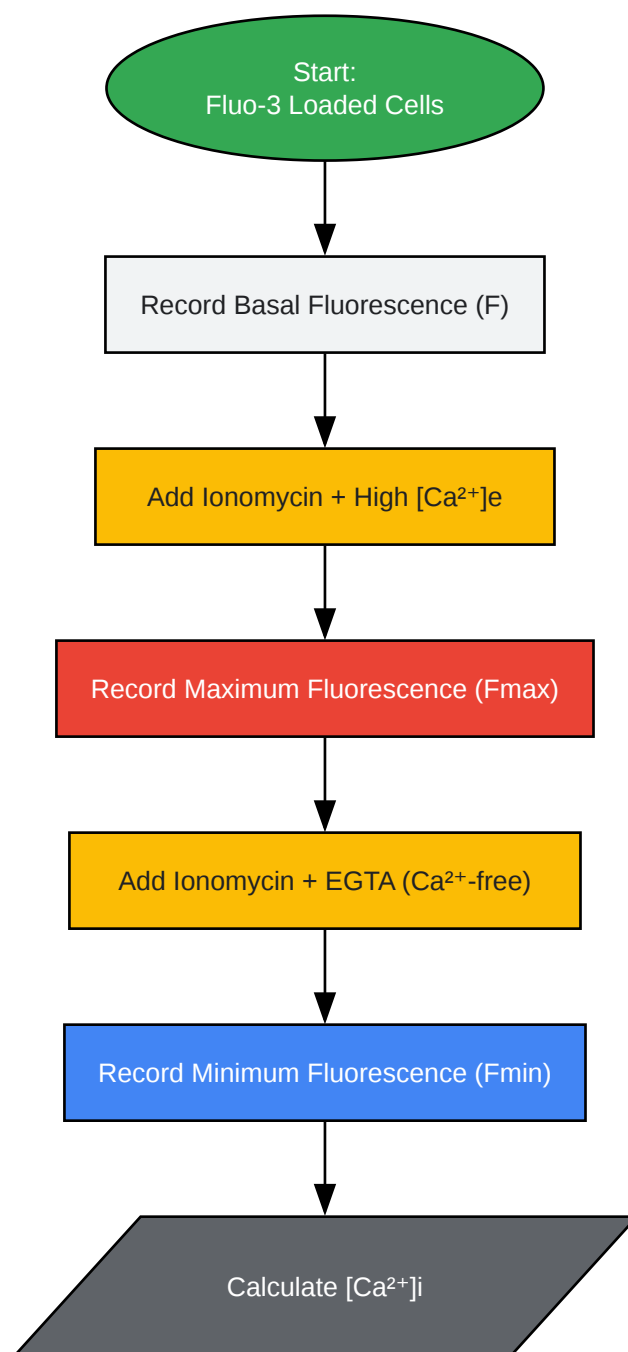 Start:
Fluo-3 Loaded Cells
Record Basal Fluorescence (F)
Add Ionomycin + High [Ca²⁺]e
Record Maximum Fluorescence (Fmax)
Add Ionomycin + EGTA (Ca²⁺-free)
Record Minimum Fluorescence (Fmin)
Calculate [Ca²⁺]i